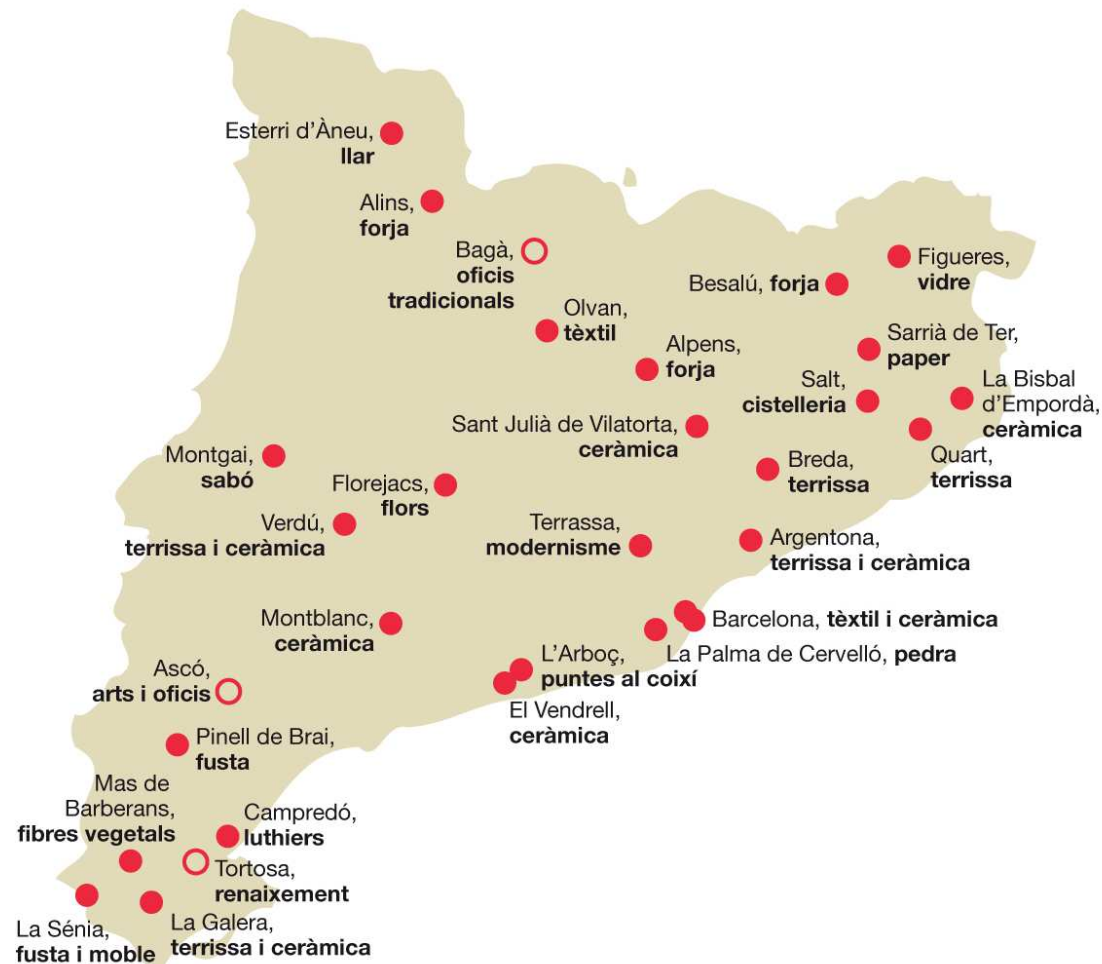 Esterri d'Àneu,
llar
Alins,
forja
Bagà,
oficis
tradicionals
Figueres,
vidre
Besalú, forja
Olvan,
tèxtil
Alpens,
forja
Sarrià de Ter,
paper
Salt,
cistelleria
La Bisbal
d'Empordà,
ceràmica
Sant Julià de Vilatorta,
ceràmica
Quart,
terrissa
Montgai,
sabó
Breda,
terrissa
Florejacs,
flors
Verdú,
terrissa i ceràmica
Terrassa,
modernisme
Argentona,
terrissa i ceràmica
Montblanc,
ceràmica
Barcelona, tèxtil i ceràmica
La Palma de Cervelló, pedra
L'Arboç,
puntes al coixí
Ascó,
arts i oficis
El Vendrell,
ceràmica
Pinell de Brai,
fusta
Mas de
Barberans,
fibres vegetals
Campredó,
luthiers
Tortosa,
renaixement
La Sénia,
fusta i moble
La Galera,
terrissa i ceràmica